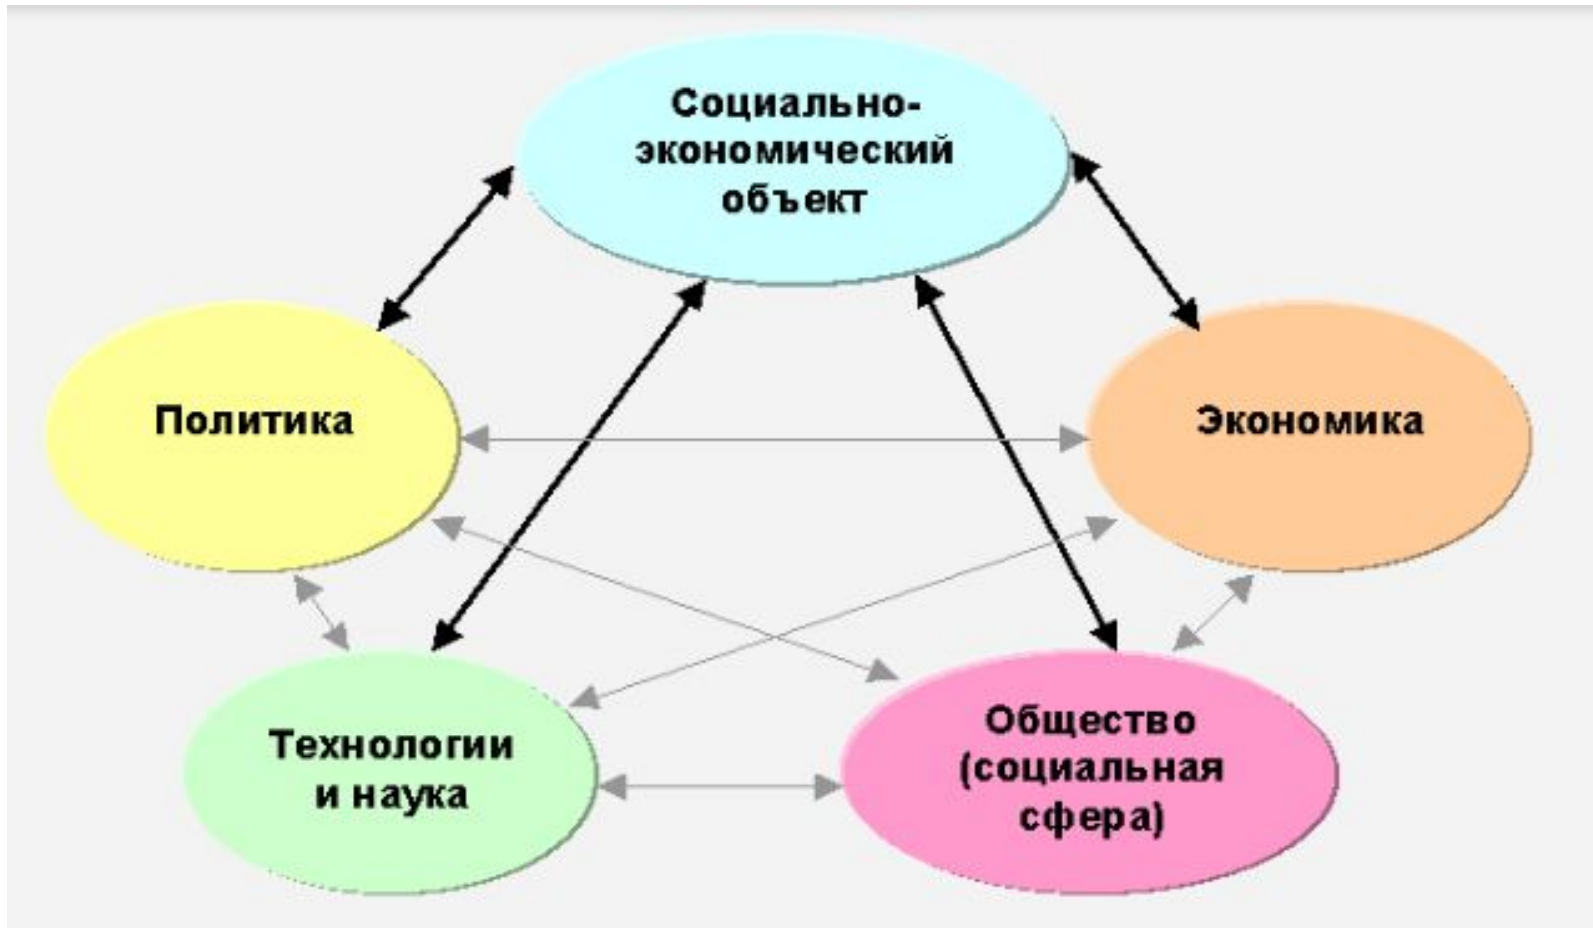 Социально-
экономический
объект
Политика
Экономика
Технологии
и наука
Общество
(социальная
сфера)